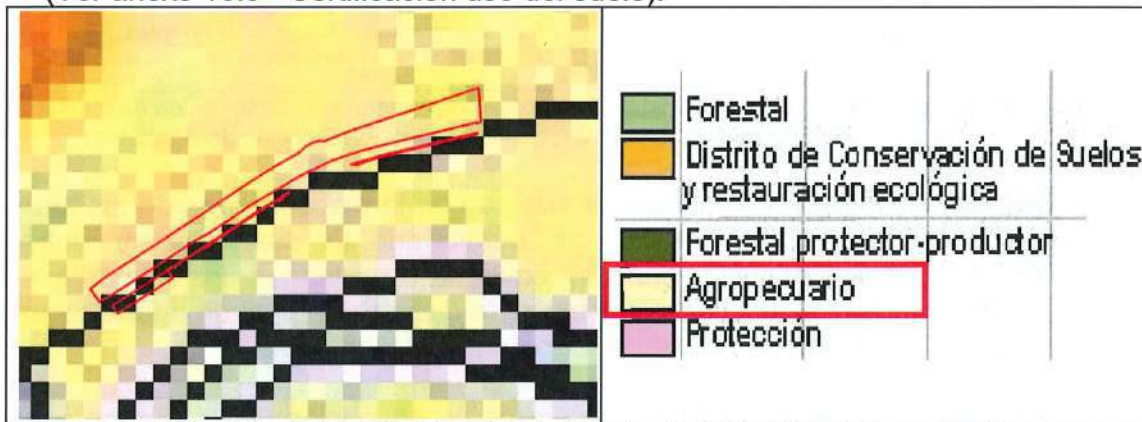 Forestal
Distrito de Conservación de Suelos
y restauración ecológica
Forestal protector-productor
Agropecuario
Protección